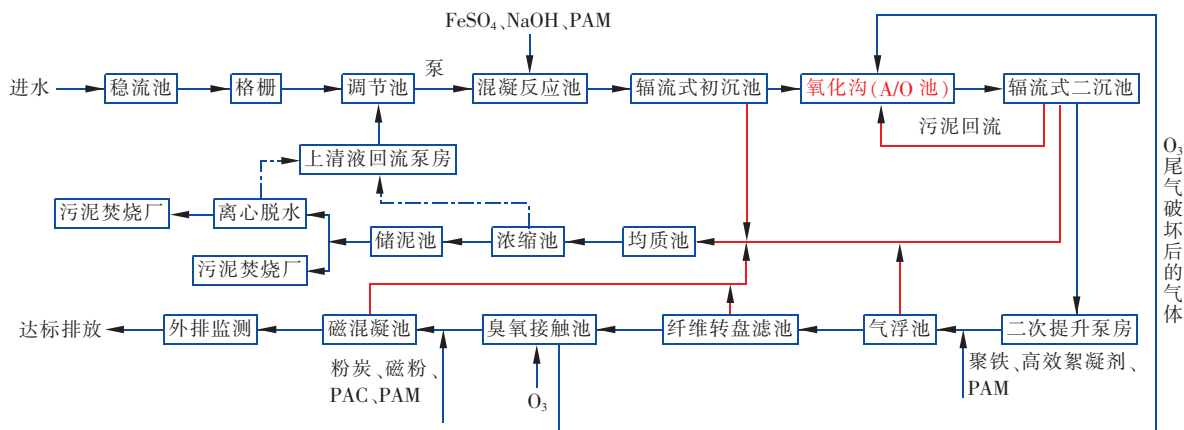 FeSO₄、NaOH、PAM
进水
稳流池
格栅
调节池
泵
混凝反应池
辐流式初沉池
氧化沟(A/O 池)
辐流式二沉池
污泥回流
上清液回流泵房
污泥焚烧厂
离心脱水
储泥池
浓缩池
均质池
污泥焚烧厂
O₃尾气破坏后的气体
达标排放
外排监测
磁混凝池
臭氧接触池
纤维转盘滤池
气浮池
二次提升泵房
粉炭、磁粉、
PAC、PAM
O₃
聚铁、高效絮凝剂、
PAM